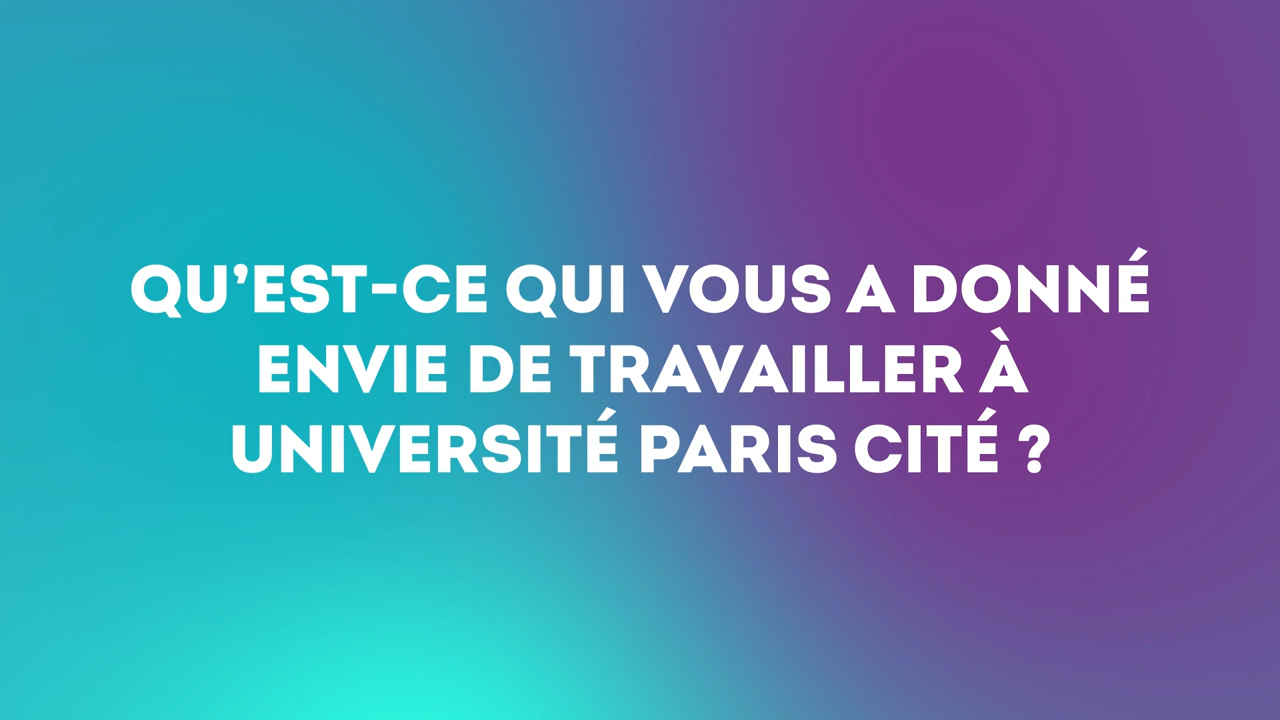 QU’EST-CE QUI VOUS A DONNÉ
ENVIE DE TRAVAILLER À
UNIVERSITÉ PARIS CITÉ ?